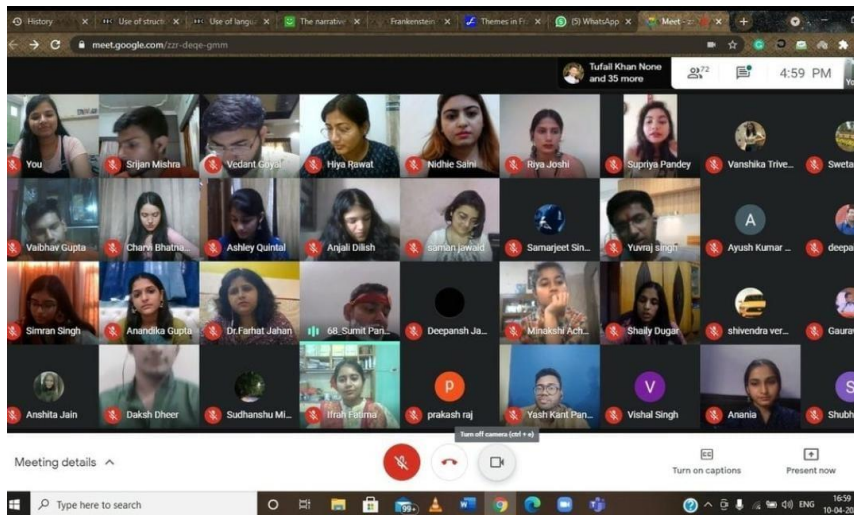 History
Use of structu
Use of langua
The narrative
Frankenstein
Themes in Fr
(5) WhatsApp
Meet - zz
meet.google.com/zzr-deqe-gmm
Tufail Khan None
and 35 more
72
4:59 PM
You
You
Srijan Mishra
Vedant Goyal
Hiya Rawat
Nidhie Saini
Riya Joshi
Supriya Pandey
Vanshika Trive...
Sweta
Vaibhav Gupta
Charvi Bhatna...
Ashley Quintal
Anjali Dilish
saman jawaid
Samarjeet Sin...
Yuvraj singh
A
Ayush Kumar ...
deepa
Simran Singh
Anandika Gupta
Dr.Farhat Jahan
68_Sumit Pan...
Deepansh Ja...
Minakshi Ach...
Shaily Dugar
shivendra ver...
Gaurav
Anshita Jain
Daksh Dheer
Sudhanshu Mi...
Ifrah Fatima
p
prakash raj
Yash Kant Pan...
V
Vishal Singh
Anania
S
Shubh
Turn off camera (ctrl + e)
Meeting details
Turn on captions
Present now
Type here to search
99+
ENG
16:59
10-04-20